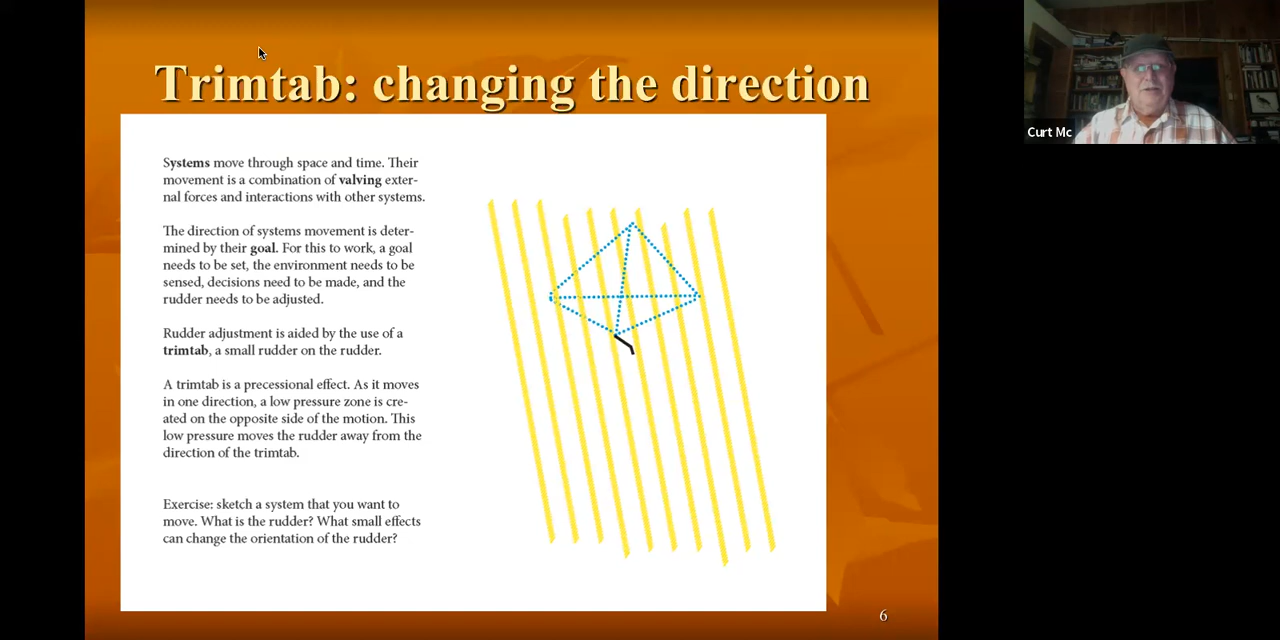 Trimtab: changing the direction
Curt Mc
Systems move through space and time. Their
movement is a combination of valving exter-
nal forces and interactions with other systems.
The direction of systems movement is deter-
mined by their goal. For this to work, a goal
needs to be set, the environment needs to be
sensed, decisions need to be made, and the
rudder needs to be adjusted.
Rudder adjustment is aided by the use of a
trimtab, a small rudder on the rudder.
A trimtab is a precessional effect. As it moves
in one direction, a low pressure zone is cre-
ated on the opposite side of the motion. This
low pressure moves the rudder away from the
direction of the trimtab.
Exercise: sketch a system that you want to
move. What is the rudder? What small effects
can change the orientation of the rudder?
6